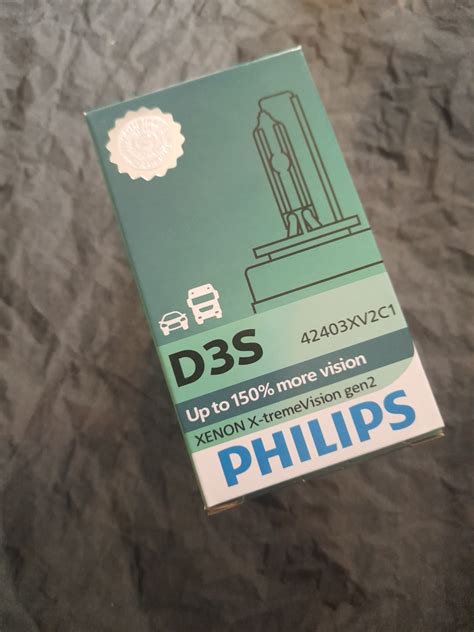 D3S
42403XV2C1
Up to 150% more vision
XENON X-tremeVision gen2
PHILIPS